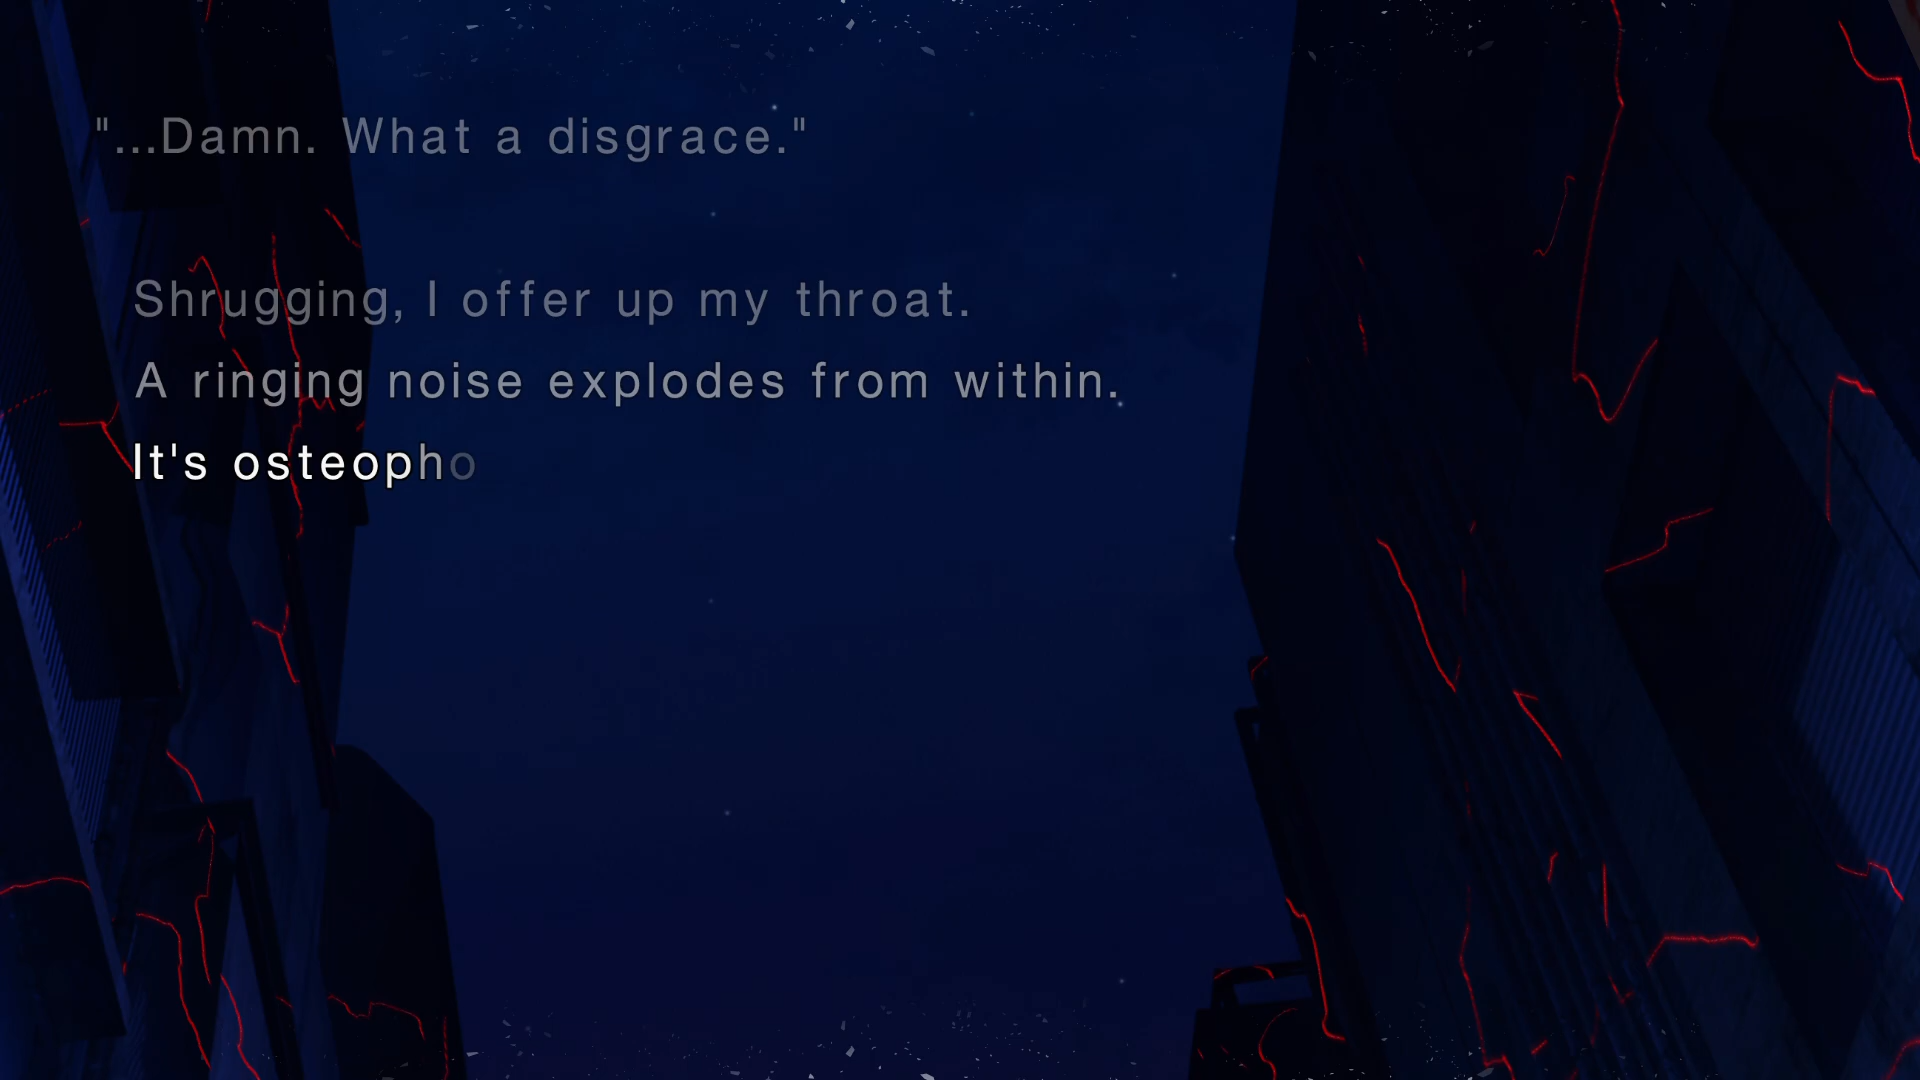 "...Damn. What a disgrace."
Shrugging, I offer up my throat.
A ringing noise explodes from within.
It's osteopho